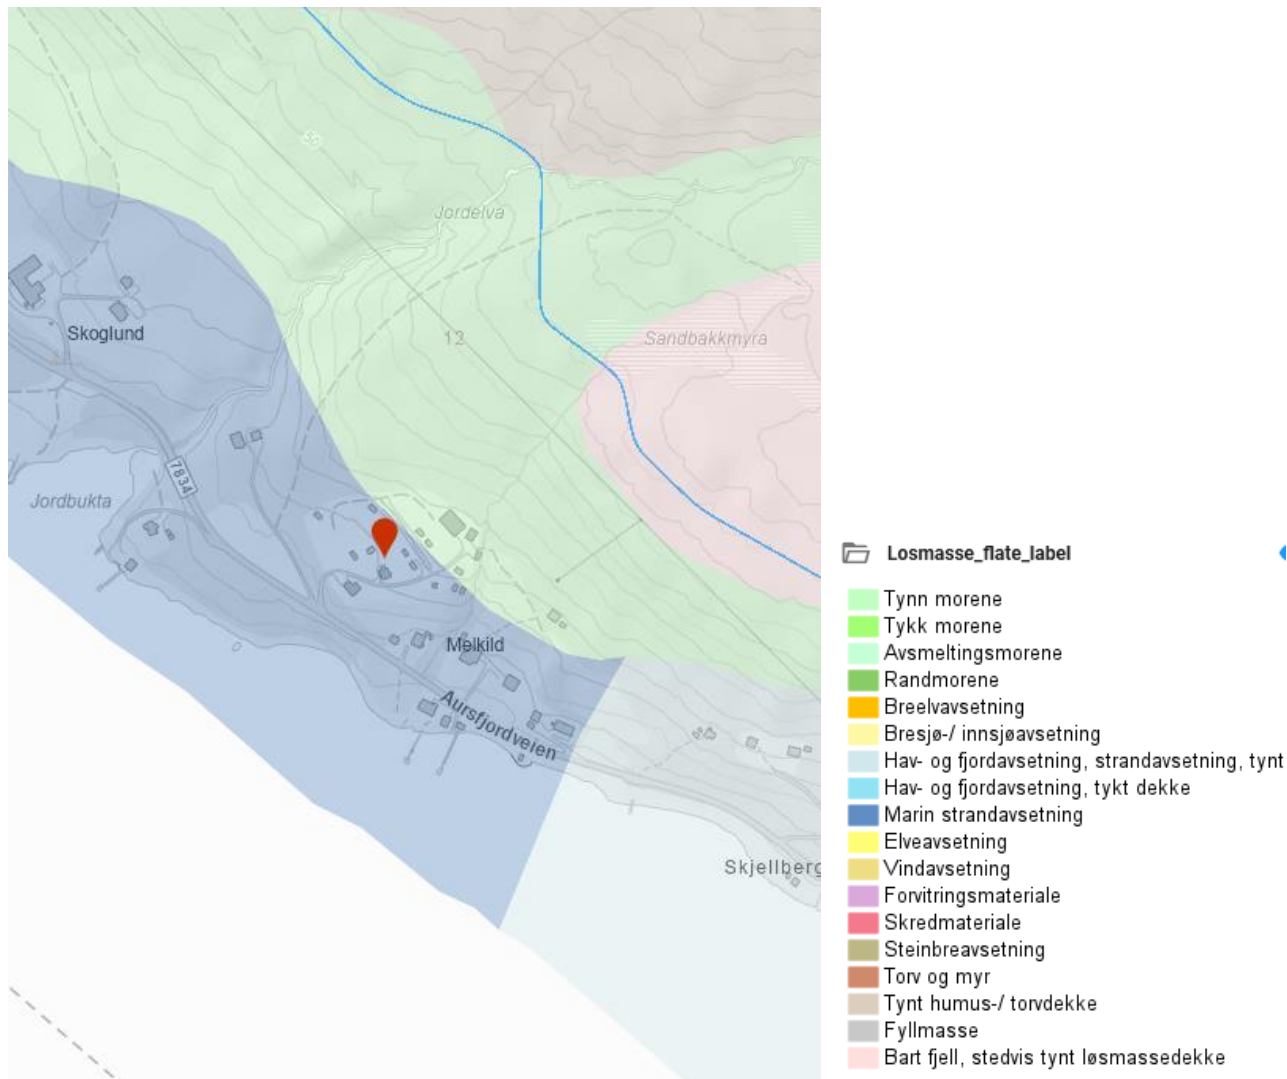 Jordelva
Skoglund
12
Sandbakkmyra
7834
Jordbukta
Melkild
Aursfjordveien
Skjellberg
Losmasse_flate_label
Tynn morene
Tykk morene
Avsmeltingsmorene
Randmorene
Breelvavsetning
Bresjø-/ innsjøavsetning
Hav- og fjordavsetning, strandavsetning, tynt
Hav- og fjordavsetning, tykt dekke
Marin strandavsetning
Elveavsetning
Vindavsetning
Forvitringsmateriale
Skredmateriale
Steinbreavsetning
Torv og myr
Tynt humus-/ torvdekke
Fyllmasse
Bart fjell, stedvis tynt løsmassedekke